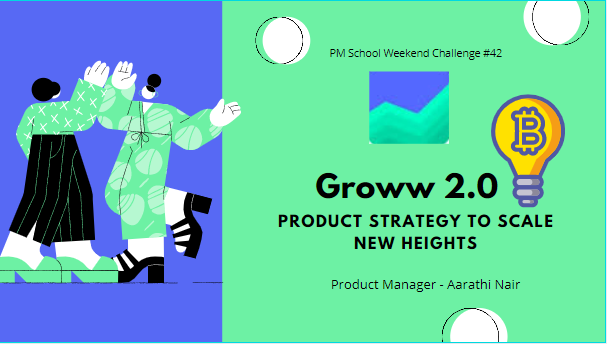 PM School Weekend Challenge #42
Groww 2.0
PRODUCT STRATEGY TO SCALE
NEW HEIGHTS
Product Manager - Aarathi Nair